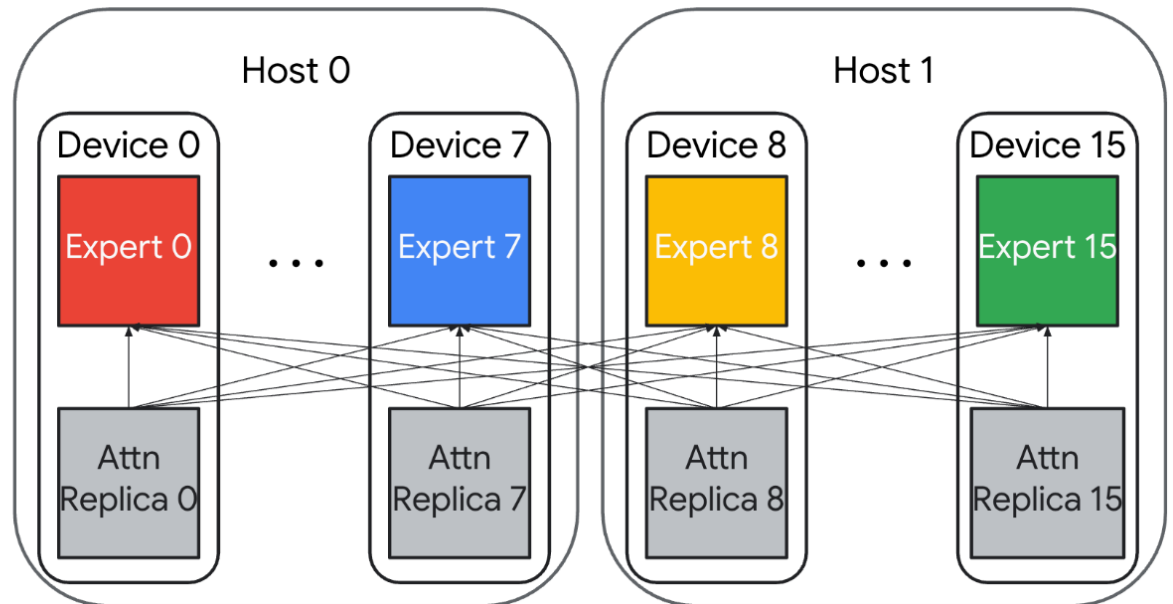 Host 0
Device 0
Expert 0
Attn
Replica 0
...
Device 7
Expert 7
Attn
Replica 7
Host 1
Device 8
Expert 8
Attn
Replica 8
...
Device 15
Expert 15
Attn
Replica 15